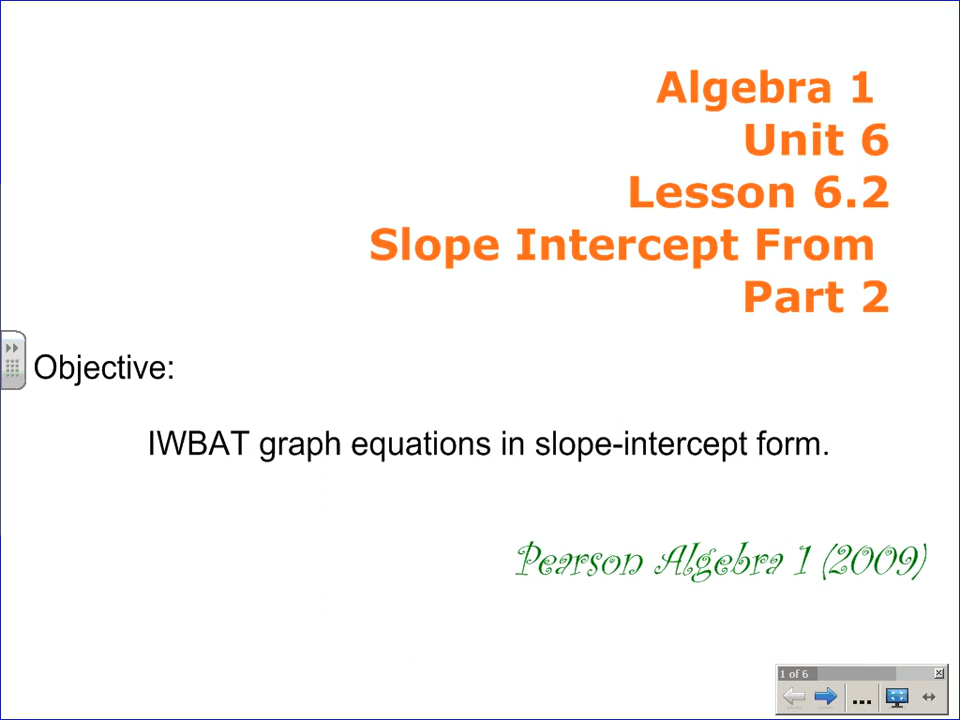 Algebra 1
Unit 6
Lesson 6.2
Slope Intercept From
Part 2
Objective:
IWBAT graph equations in slope-intercept form.
Pearson Algebra 1 (2009)
1 of 6
...